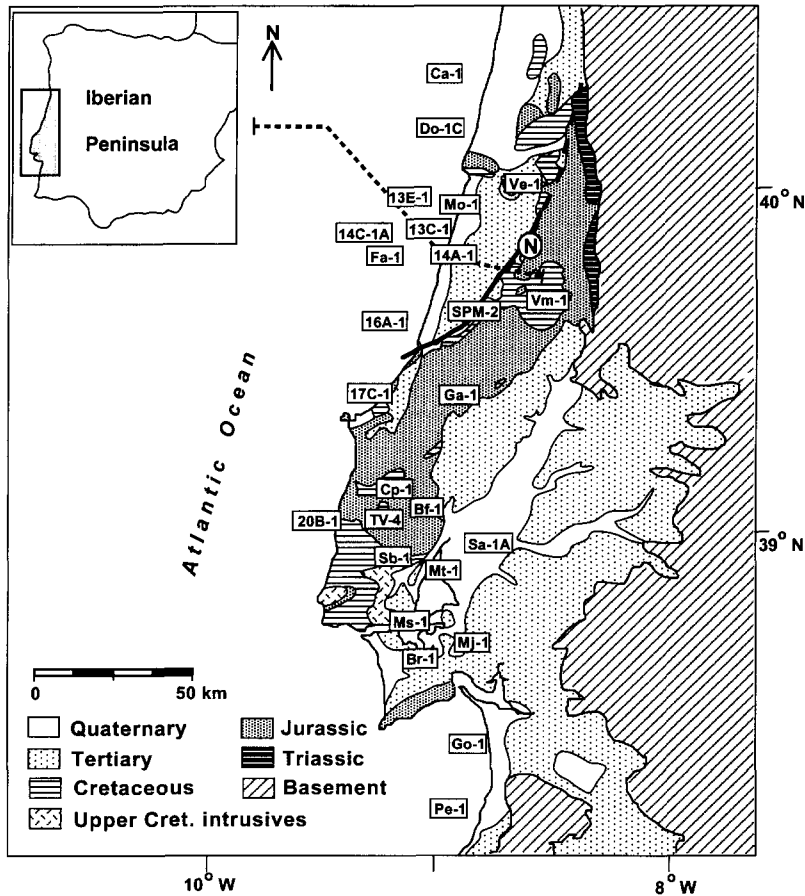 Iberian
Peninsula
N
Ca-1
Do-1C
Ve-1
13E-1
Mo-1
40° N
14C-1A
13C-1
N
Fa-1
14A-1
Vm-1
SPM-2
16A-1
17C-1
Ga-1
Atlantic Ocean
Cp-1
Bf-1
20B-1
TV-4
39° N
Sa-1A
Sb-1
Mt-1
Ms-1
Mj-1
Br-1
0
50 km
Quaternary
Jurassic
Tertiary
Triassic
Cretaceous
Basement
Upper Cret. intrusives
Go-1
Pe-1
10° W
8° W